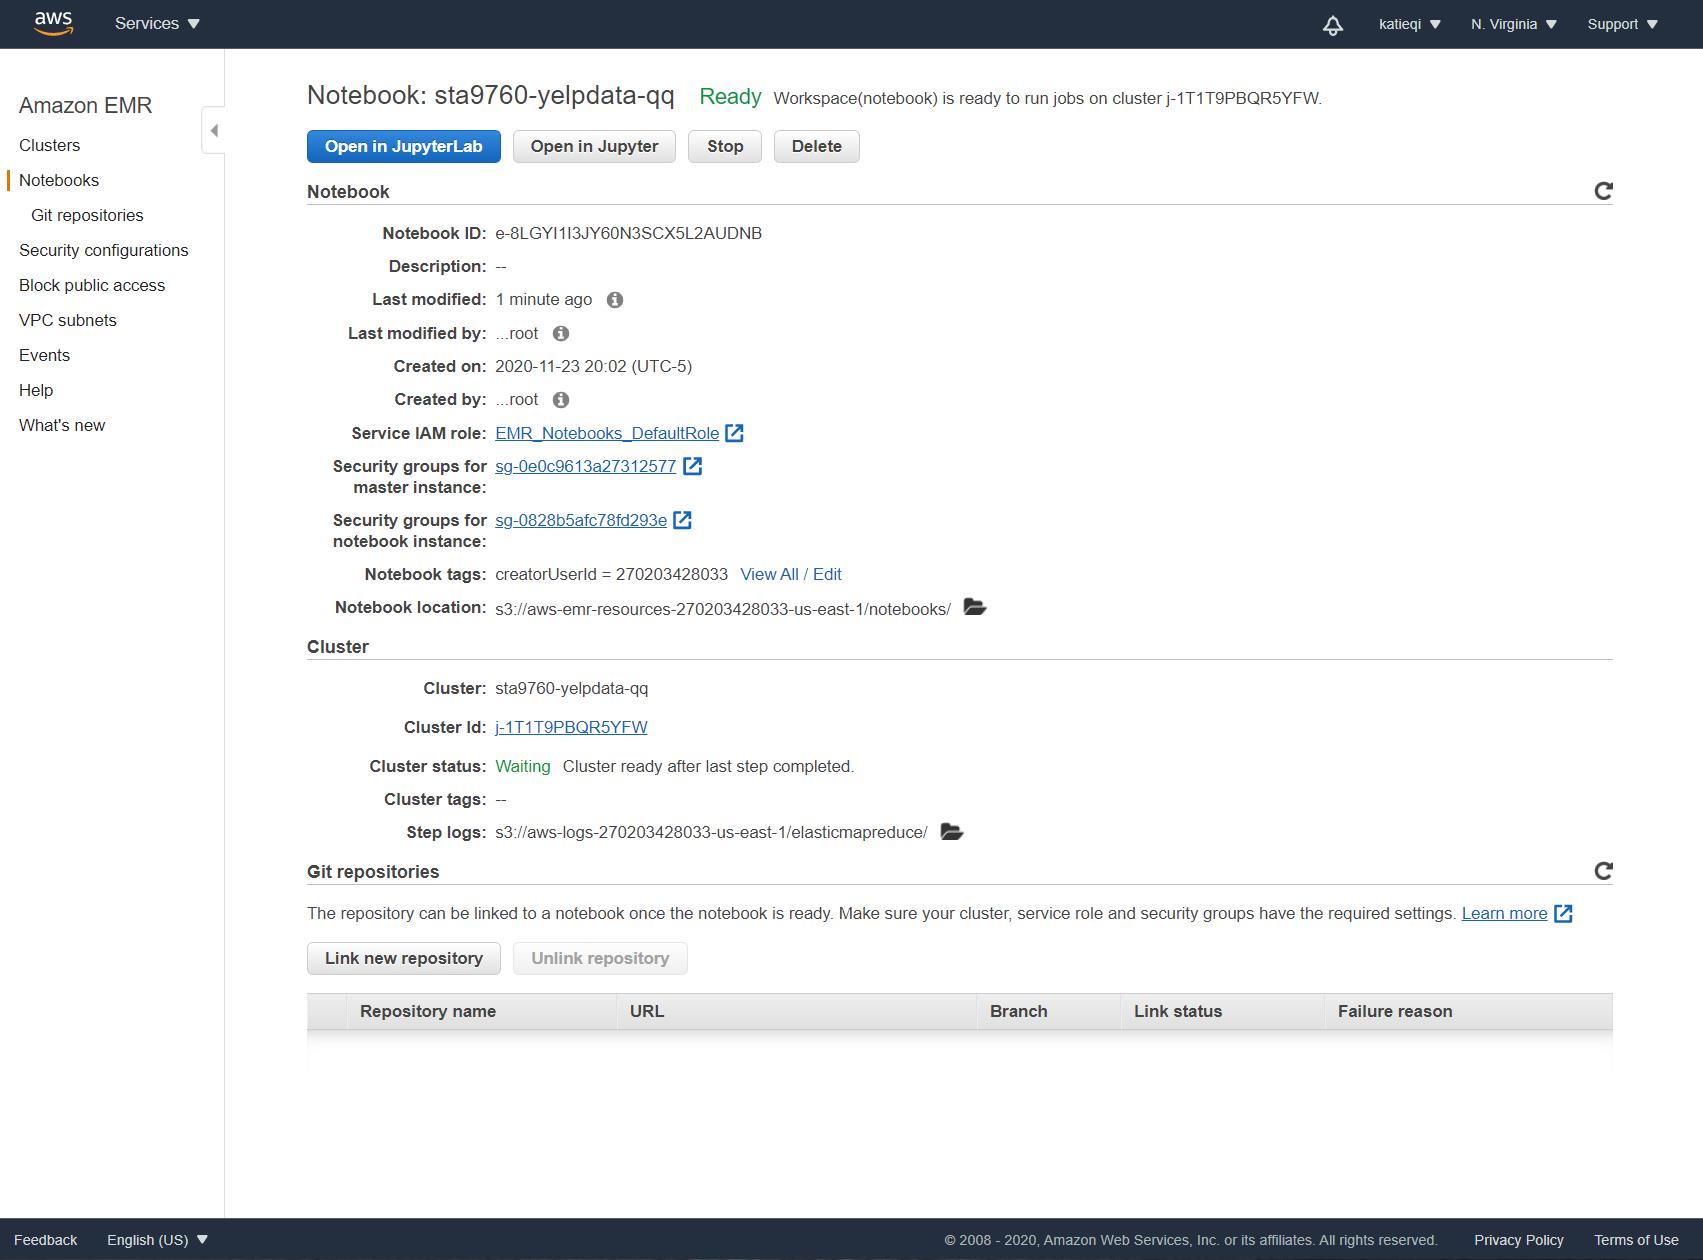 aws Services katieqi N. Virginia Support
Amazon EMR
Clusters
Notebooks
Git repositories
Security configurations
Block public access
VPC subnets
Events
Help
What's new
Notebook: sta9760-yelpdata-qq Ready Workspace(notebook) is ready to run jobs on cluster j-1T1T9PBQR5YFW.
Open in JupyterLab Open in Jupyter Stop Delete
Notebook
Notebook ID: e-8LGYI1I3JY60N3SCX5L2AUDNB
Description: --
Last modified: 1 minute ago
Last modified by: ...root
Created on: 2020-11-23 20:02 (UTC-5)
Created by: ...root
Service IAM role: EMR_Notebooks_DefaultRole
Security groups for sg-0e0c9613a27312577
master instance:
Security groups for sg-0828b5afc78fd293e
notebook instance:
Notebook tags: creatorUserId = 270203428033 View All / Edit
Notebook location: s3://aws-emr-resources-270203428033-us-east-1/notebooks/
Cluster
Cluster: sta9760-yelpdata-qq
Cluster Id: j-1T1T9PBQR5YFW
Cluster status: Waiting Cluster ready after last step completed.
Cluster tags: --
Step logs: s3://aws-logs-270203428033-us-east-1/elasticmapreduce/
Git repositories
The repository can be linked to a notebook once the notebook is ready. Make sure your cluster, service role and security groups have the required settings. Learn more
Link new repository Unlink repository
Repository name URL Branch Link status Failure reason
Feedback English (US) © 2008 - 2020, Amazon Web Services, Inc. or its affiliates. All rights reserved. Privacy Policy Terms of Use